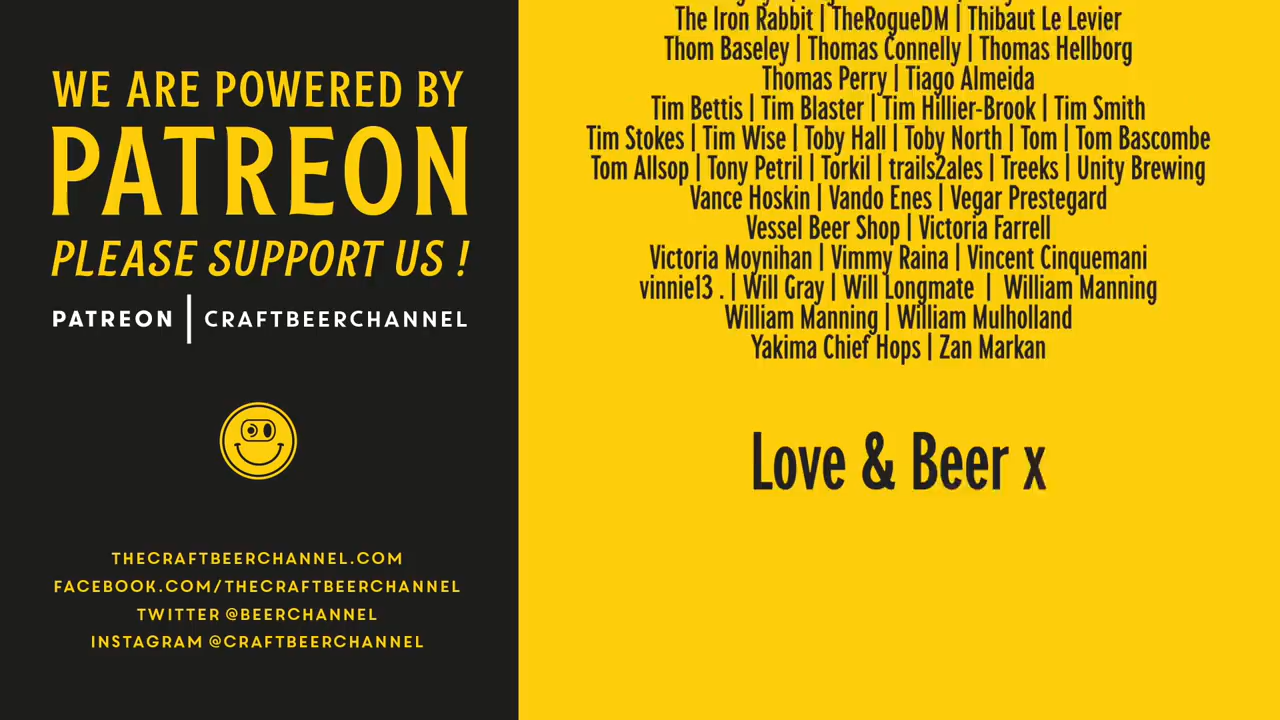 WE ARE POWERED BY
PATREON
PLEASE SUPPORT US !
PATREON | CRAFTBEERCHANNEL
THECRAFTBEERCHANNEL.COM
FACEBOOK.COM/THECRAFTBEERCHANNEL
TWITTER @BEERCHANNEL
INSTAGRAM @CRAFTBEERCHANNEL
The Iron Rabbit | TheRogueDM | Thibaut Le Levier
Thom Baseley | Thomas Connelly | Thomas Hellborg
Thomas Perry | Tiago Almeida
Tim Bettis | Tim Blaster | Tim Hillier-Brook | Tim Smith
Tim Stokes | Tim Wise | Toby Hall | Toby North | Tom | Tom Bascombe
Tom Allsop | Tony Petril | Torkil | trails2ales | Treeks | Unity Brewing
Vance Hoskin | Vando Enes | Vegar Prestegard
Vessel Beer Shop | Victoria Farrell
Victoria Moynihan | Vimmy Raina | Vincent Cinquemani
vinnie13 . | Will Gray | Will Longmate | William Manning
William Manning | William Mulholland
Yakima Chief Hops | Zan Markan
Love & Beer x